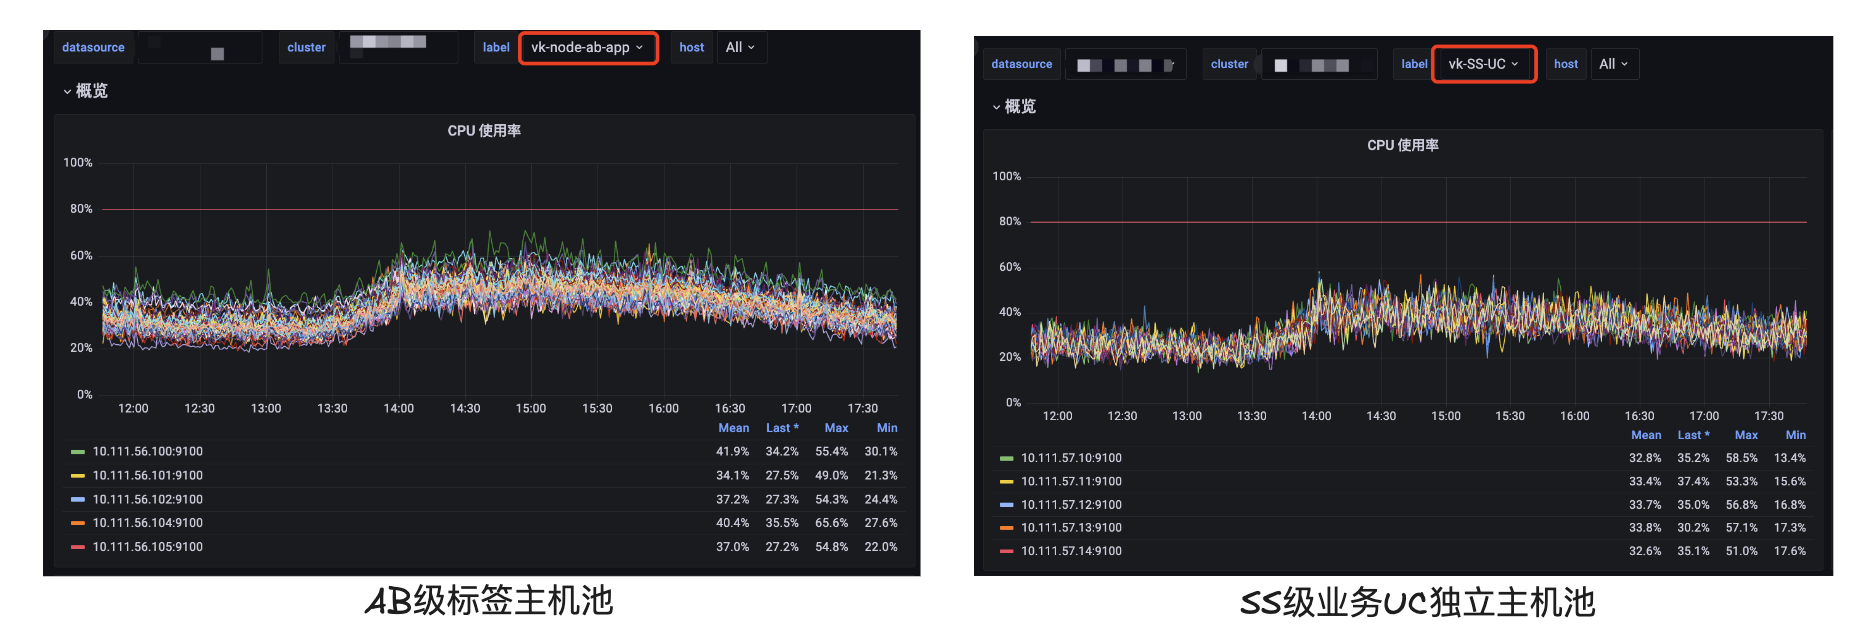 datasource cluster label vk-node-ab-app host All
概览
CPU 使用率
100%
80%
60%
40%
20%
0%
12:00 12:30 13:00 13:30 14:00 14:30 15:00 15:30 16:00 16:30 17:00 17:30
Mean Last * Max Min
10.111.56.100:9100 41.9% 34.2% 55.4% 30.1%
10.111.56.101:9100 34.1% 27.5% 49.0% 21.3%
10.111.56.102:9100 37.2% 27.3% 54.3% 24.4%
10.111.56.104:9100 40.4% 35.5% 65.6% 27.6%
10.111.56.105:9100 37.0% 27.2% 54.8% 22.0%
AB级标签主机池
datasource cluster label vk-SS-UC host All
概览
CPU 使用率
100%
80%
60%
40%
20%
0%
12:00 12:30 13:00 13:30 14:00 14:30 15:00 15:30 16:00 16:30 17:00 17:30
Mean Last * Max Min
10.111.57.10:9100 32.8% 35.2% 58.5% 13.4%
10.111.57.11:9100 33.4% 37.4% 53.3% 15.6%
10.111.57.12:9100 33.7% 35.0% 56.8% 16.8%
10.111.57.13:9100 33.8% 30.2% 57.1% 17.3%
10.111.57.14:9100 32.6% 35.1% 51.0% 17.6%
SS级业务UC独立主机池